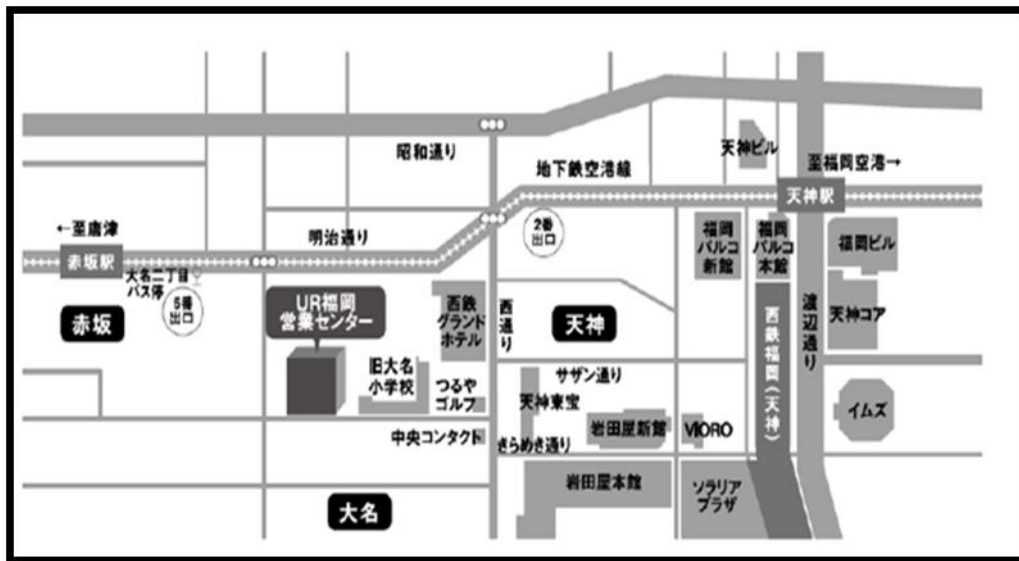 昭和通り
天神ビル
地下鉄空港線
至福岡空港→
天神駅
←至唐津
明治通り
2番
出口
福岡
パルコ
新館
福岡
パルコ
本館
福岡ビル
赤坂駅
大名二丁目
バス停
5番
出口
赤坂
UR福岡
営業センター
西鉄
グランド
ホテル
西通り
天神
渡辺通り
天神コア
西鉄福岡(天神)
旧大名
小学校
つるや
ゴルフ
サザン通り
天神東宝
イムズ
中央コンタクト
きらめき通り
岩田屋新館
VIORO
岩田屋本館
ソラリア
プラザ
大名